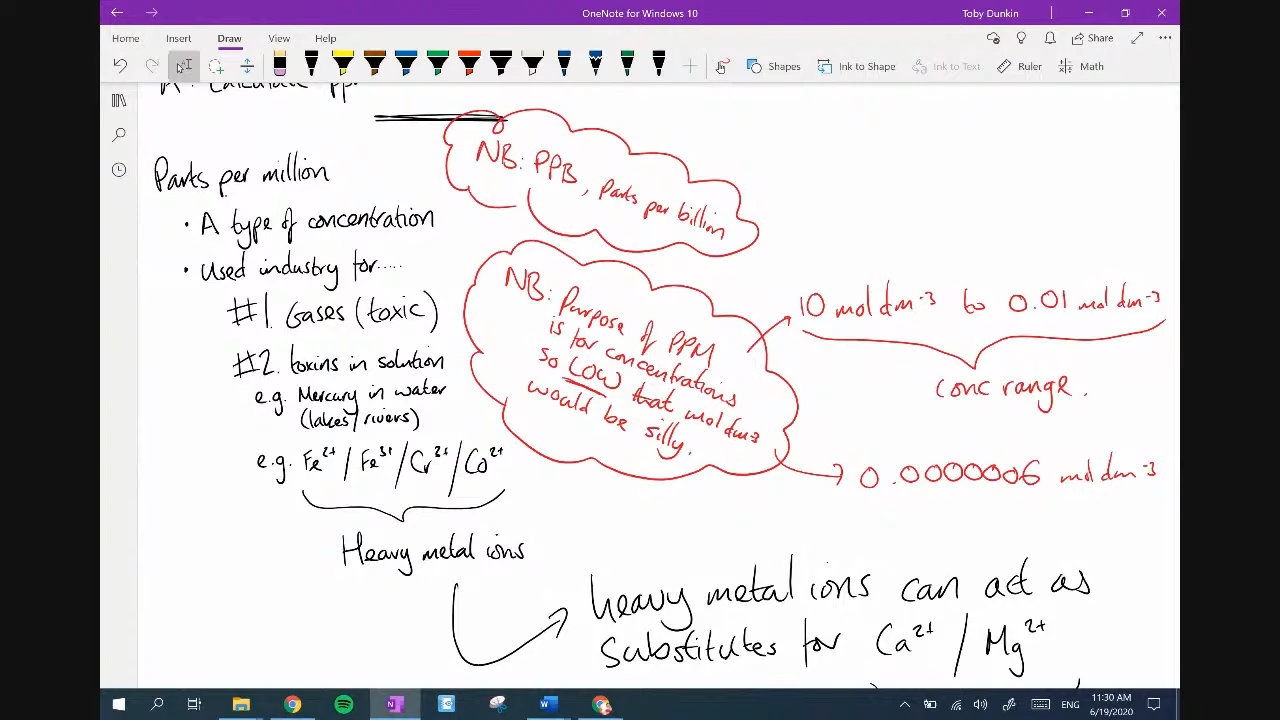 OneNote for Windows 10
Toby Dunkin
Home
Insert
Draw
View
Help
Share
Shapes
Ink to Shape
Ink to Text
Ruler
Math
Parts per million
• A type of concentration
• Used industry for.....
#1. Gases (toxic)
#2. toxins in solution
e.g. Mercury in water
(lakes/rivers)
e.g. Fe²⁺ / Fe³⁺ / Cr²⁺ / Co²⁺
Heavy metal ions
NB: PPB, Parts per billion
NB: Purpose of PPM
is for concentrations
so LOW that mol dm⁻³
would be silly.
10 mol dm⁻³ to 0.01 mol dm⁻³
conc range.
0.0000006 mol dm⁻³
heavy metal ions can act as
substitutes for Ca²⁺ / Mg²⁺
ENG
11:30 AM
6/19/2020